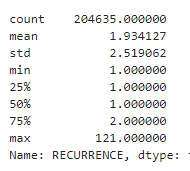 count 204635.000000
mean 1.934127
std 2.519062
min 1.000000
25% 1.000000
50% 1.000000
75% 2.000000
max 121.000000
Name: RECURRENCE, dtype: